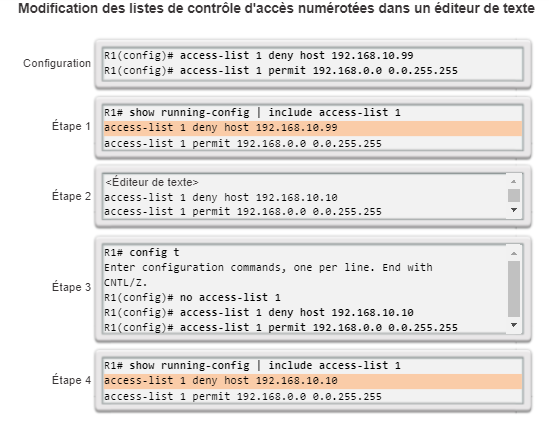 Modification des listes de contrôle d'accès numérotées dans un éditeur de texte
Configuration
R1(config)# access-list 1 deny host 192.168.10.99
R1(config)# access-list 1 permit 192.168.0.0 0.0.255.255
Étape 1
R1# show running-config | include access-list 1
access-list 1 deny host 192.168.10.99
access-list 1 permit 192.168.0.0 0.0.255.255
Étape 2
<Éditeur de texte>
access-list 1 deny host 192.168.10.10
access-list 1 permit 192.168.0.0 0.0.255.255
Étape 3
R1# config t
Enter configuration commands, one per line. End with
CNTL/Z.
R1(config)# no access-list 1
R1(config)# access-list 1 deny host 192.168.10.10
R1(config)# access-list 1 permit 192.168.0.0 0.0.255.255
Étape 4
R1# show running-config | include access-list 1
access-list 1 deny host 192.168.10.10
access-list 1 permit 192.168.0.0 0.0.255.255